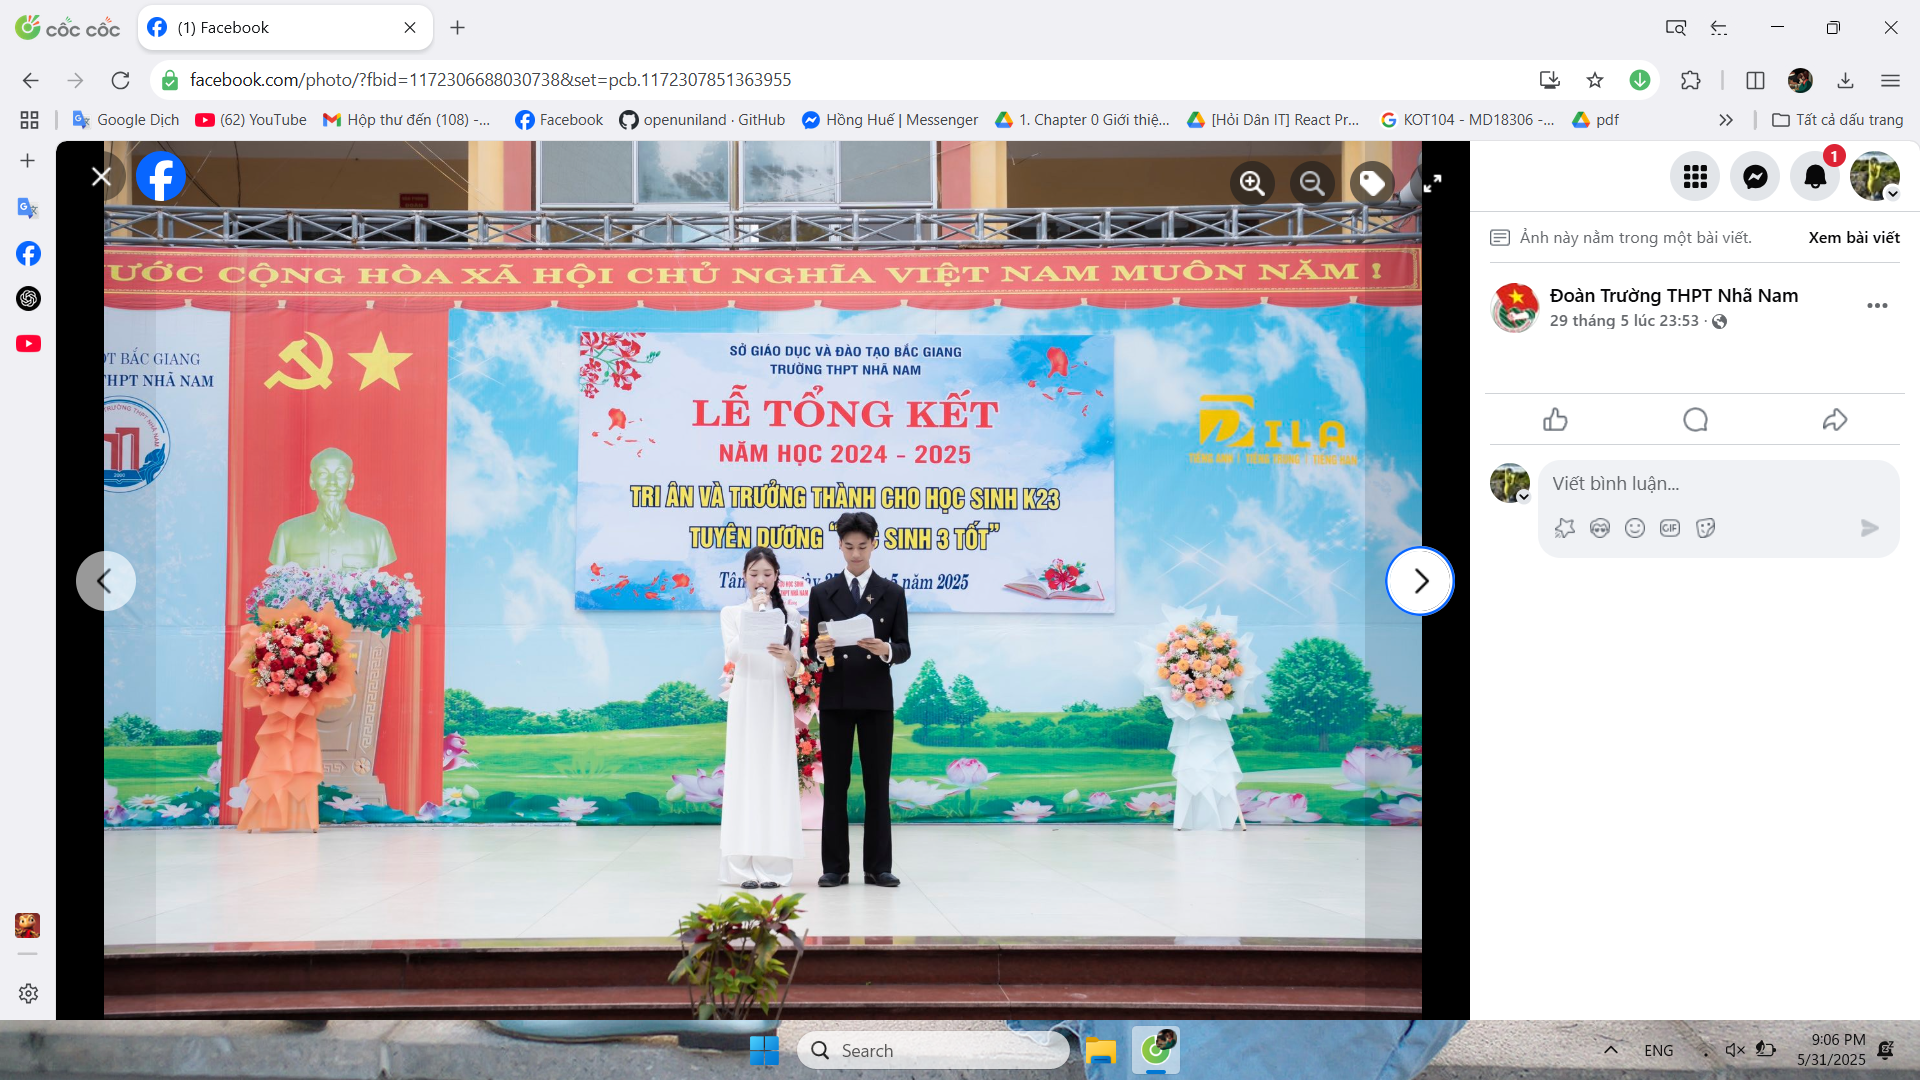 cốc cốc
(1) Facebook
facebook.com/photo/?fbid=1172306688030738&set=pcb.1172307851363955
Google Dịch
(62) YouTube
Hộp thư đến (108) -...
Facebook
openuniland · GitHub
Hồng Huế | Messenger
1. Chapter 0 Giới thiệ...
[Hỏi Dân IT] React Pr...
KOT104 - MD18306 -...
pdf
Tất cả dấu trang
ƯỚC CỘNG HÒA XÃ HỘI CHỦ NGHĨA VIỆT NAM MUÔN NĂM !
BẮC GIANG
THPT NHÃ NAM
SỞ GIÁO DỤC VÀ ĐÀO TẠO BẮC GIANG
TRƯỜNG THPT NHÃ NAM
LỄ TỔNG KẾT
NĂM HỌC 2024 - 2025
TRI ÂN VÀ TRƯỞNG THÀNH CHO HỌC SINH K23
TUYÊN DƯƠNG " SINH 3 TỐT"
Tân 5 năm 2025
DILA
TIẾNG ANH | TIẾNG TRUNG | TIẾNG HÀN
1
Ảnh này nằm trong một bài viết.
Xem bài viết
Đoàn Trường THPT Nhã Nam
29 tháng 5 lúc 23:53 ·
Viết bình luận...
GIF
Search
ENG
9:06 PM
5/31/2025